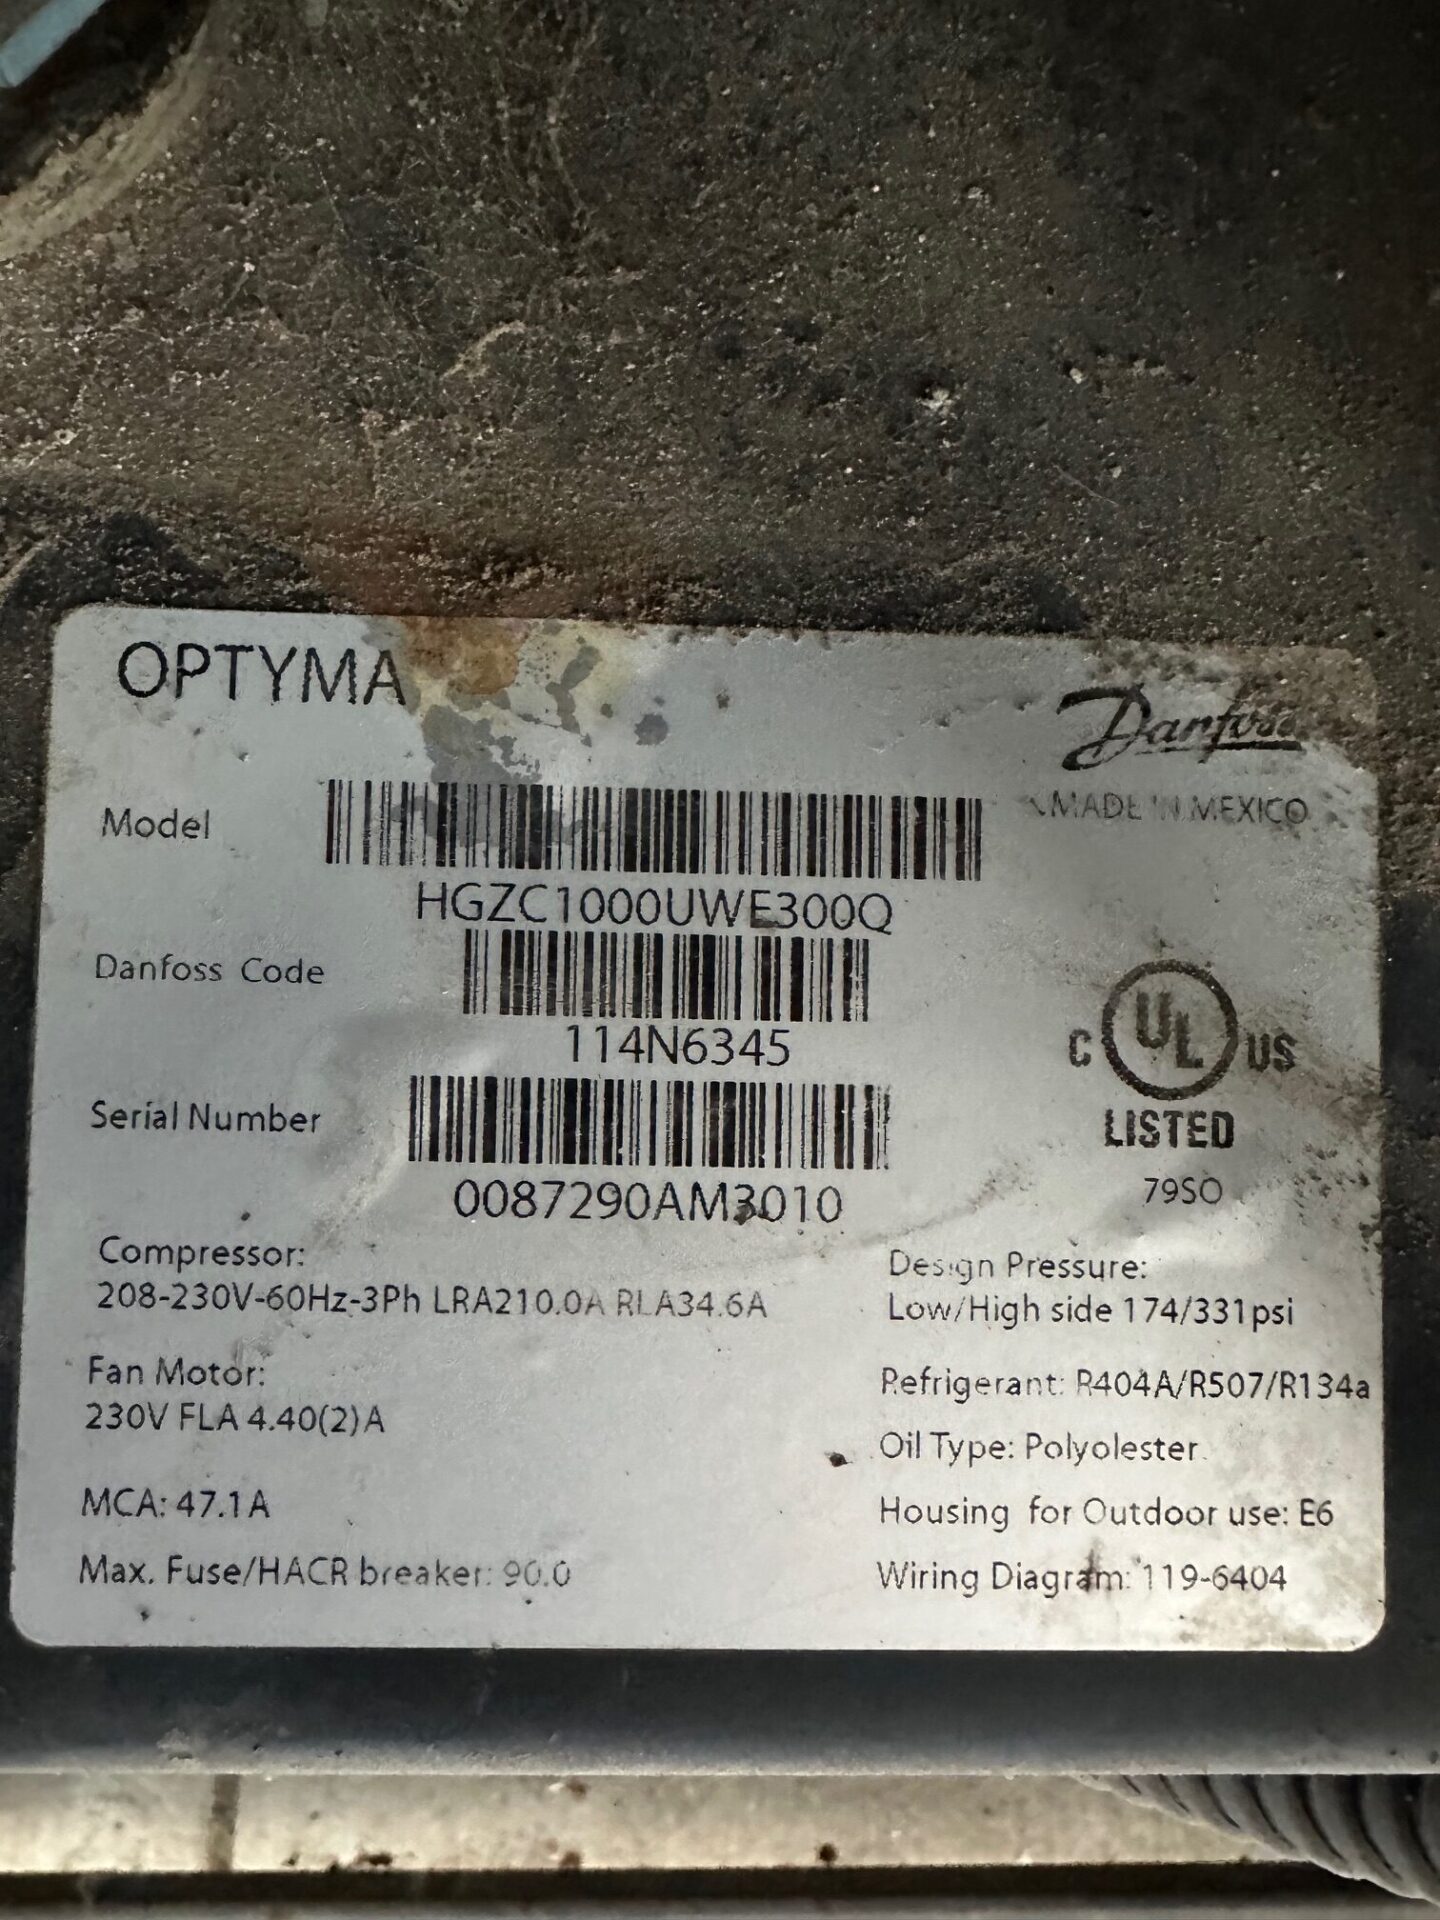 OPTYMA
Danfoss
MADE IN MEXICO
Model
HGZC1000UWE300Q
Danfoss Code
114N6345
Serial Number
0087290AM3010
C UL US
LISTED
79SO
Compressor:
208-230V-60Hz-3Ph LRA210.0A RLA34.6A
Fan Motor:
230V FLA 4.40(2)A
MCA: 47.1A
Max. Fuse/HACR breaker: 90.0
Design Pressure:
Low/High side 174/331psi
Refrigerant: R404A/R507/R134a
Oil Type: Polyolester
Housing for Outdoor use: E6
Wiring Diagram: 119-6404